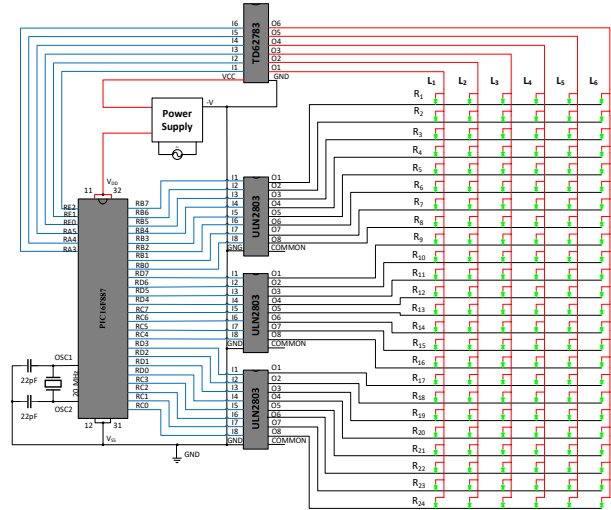 I6
I5
I4
I3
I2
I1
VCC
TD62783
O6
O5
O4
O3
O2
O1
GND
L1
L2
L3
L4
L5
L6
Power
Supply
-V
~
VDD
11
32
RE2
RE1
RE0
RA5
RA4
RA3
PIC16F887
RB7
RB6
RB5
RB4
RB3
RB2
RB1
RB0
RD7
RD6
RD5
RD4
RC7
RC6
RC5
RC4
RD3
RD2
RD1
RD0
RC3
RC2
RC1
RC0
22pF
22pF
OSC1
OSC2
20 MHz
12
31
VSS
GND
I1
I2
I3
I4
I5
I6
I7
I8
GNG
ULN2803
O1
O2
O3
O4
O5
O6
O7
O8
COMMON
I1
I2
I3
I4
I5
I6
I7
I8
GND
ULN2803
O1
O2
O3
O4
O5
O6
O7
O8
COMMON
I1
I2
I3
I4
I5
I6
I7
I8
GND
ULN2803
O1
O2
O3
O4
O5
O6
O7
O8
COMMON
R1
R2
R3
R4
R5
R6
R7
R8
R9
R10
R11
R12
R13
R14
R15
R16
R17
R18
R19
R20
R21
R22
R23
R24